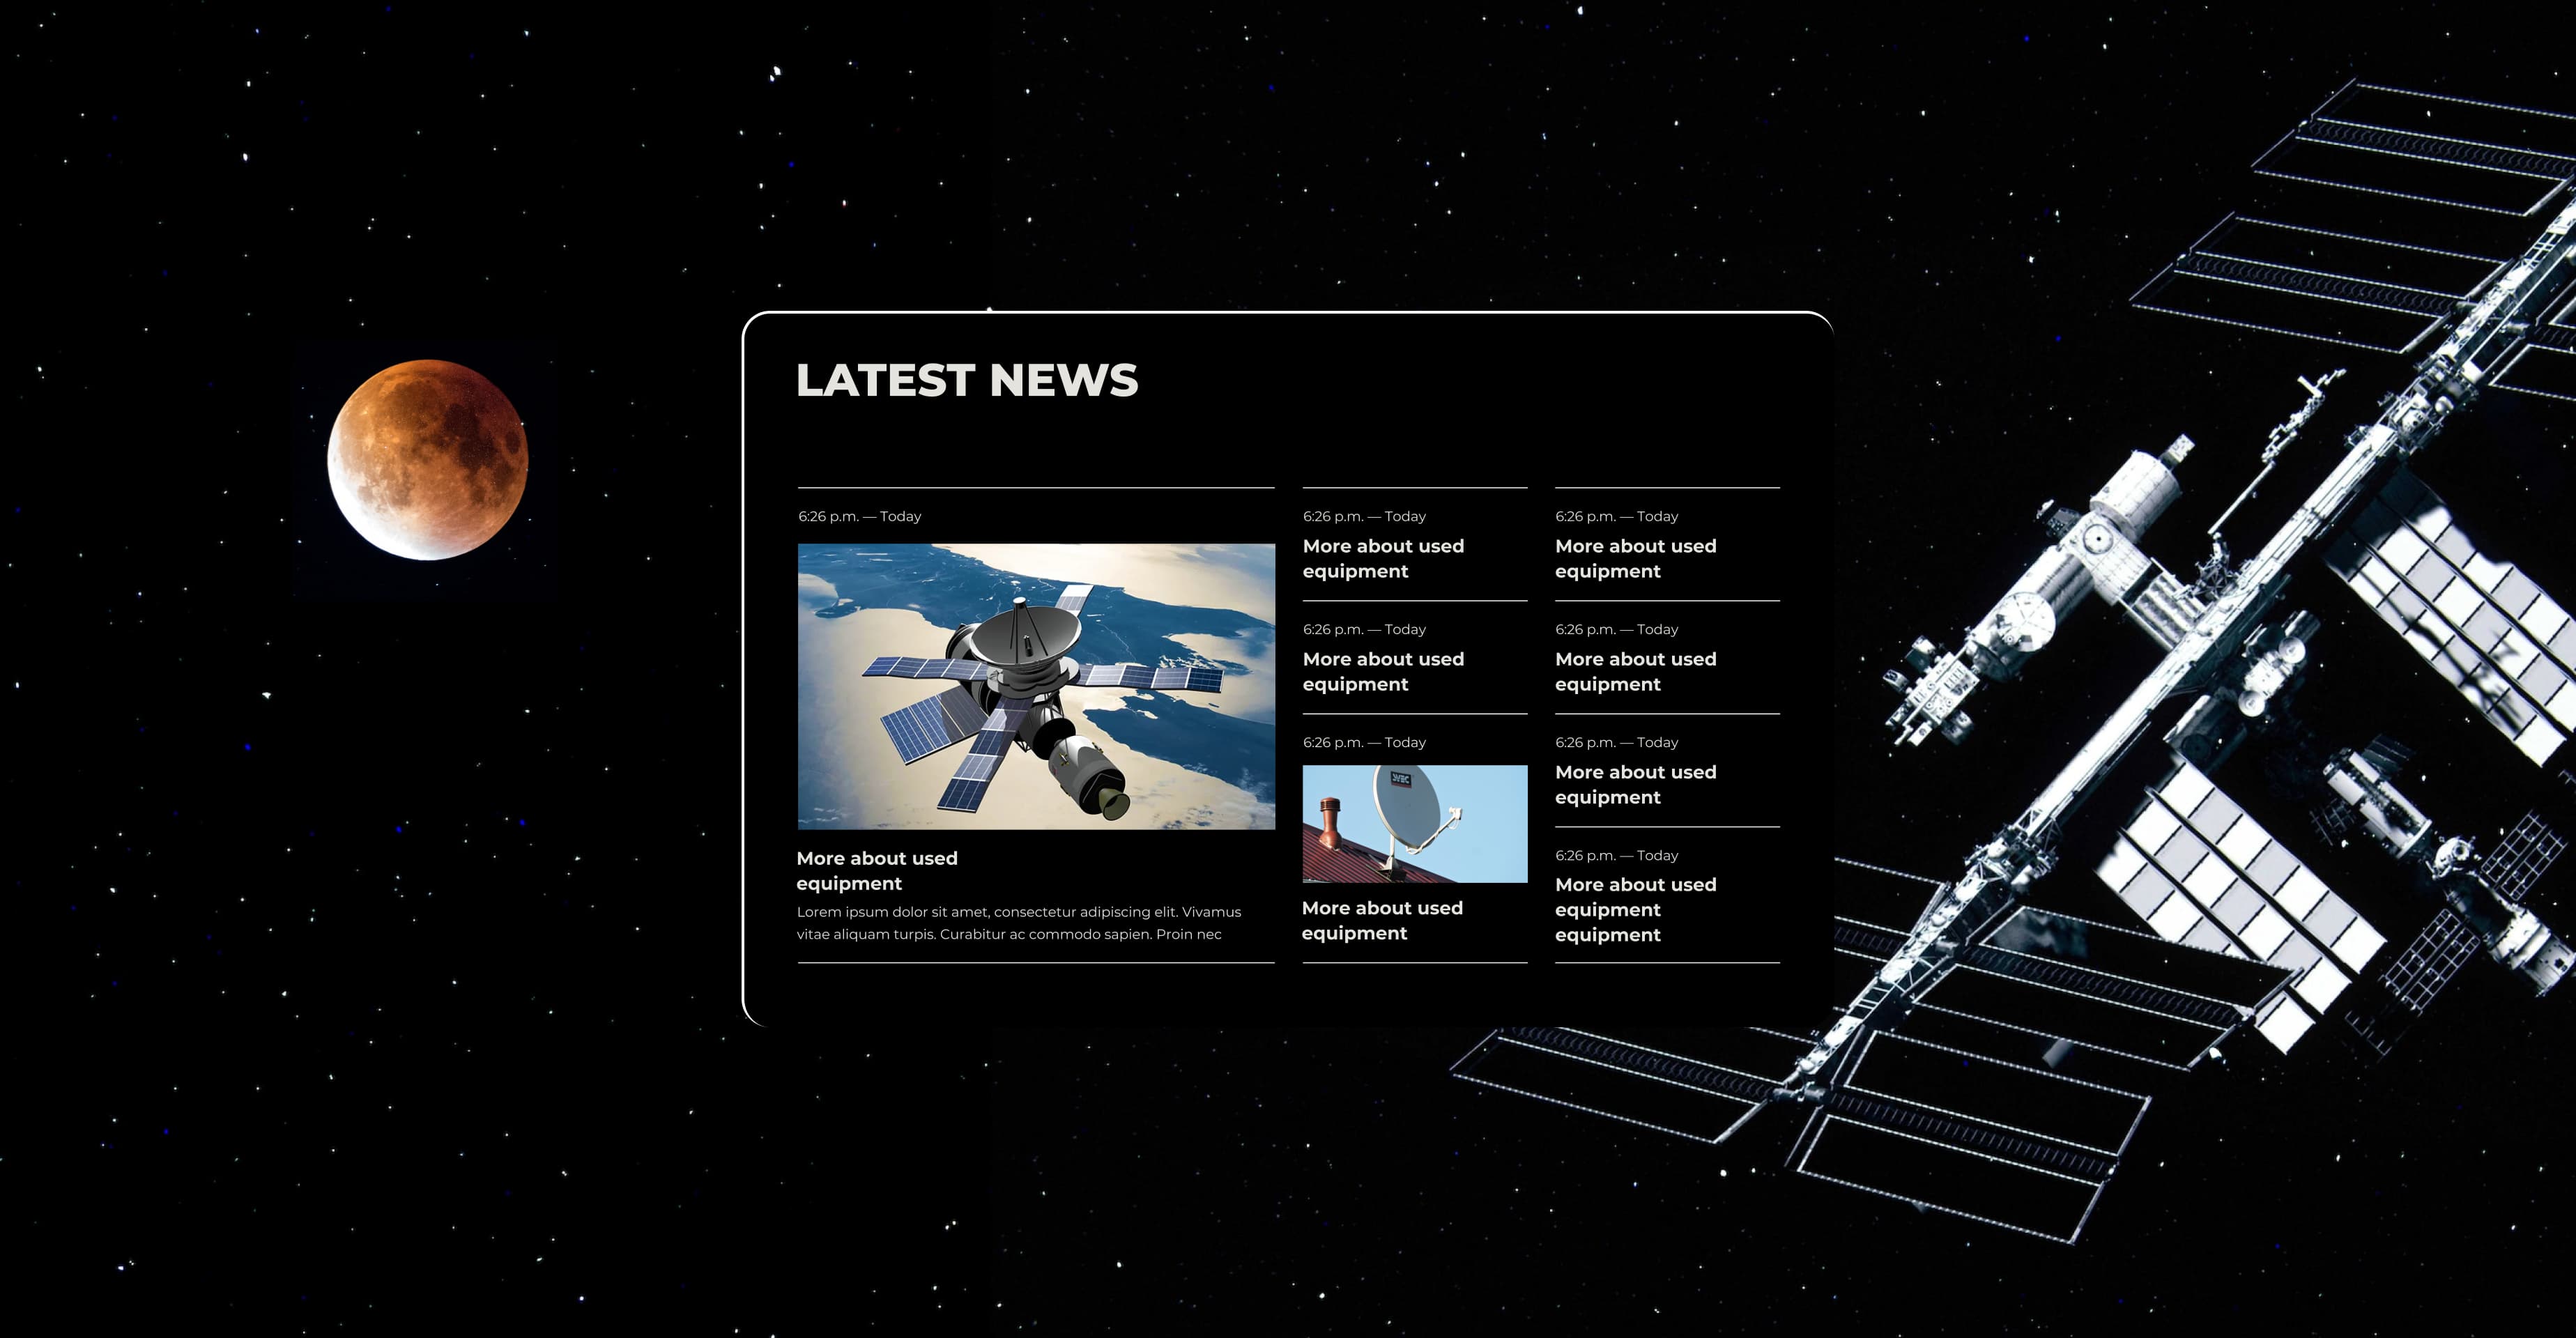 LATEST NEWS
6:26 p.m. — Today
More about used
equipment
Lorem ipsum dolor sit amet, consectetur adipiscing elit. Vivamus
vitae aliquam turpis. Curabitur ac commodo sapien. Proin nec
6:26 p.m. — Today
More about used
equipment
6:26 p.m. — Today
More about used
equipment
6:26 p.m. — Today
More about used
equipment
6:26 p.m. — Today
More about used
equipment
6:26 p.m. — Today
More about used
equipment
6:26 p.m. — Today
More about used
equipment
6:26 p.m. — Today
More about used
equipment
equipment